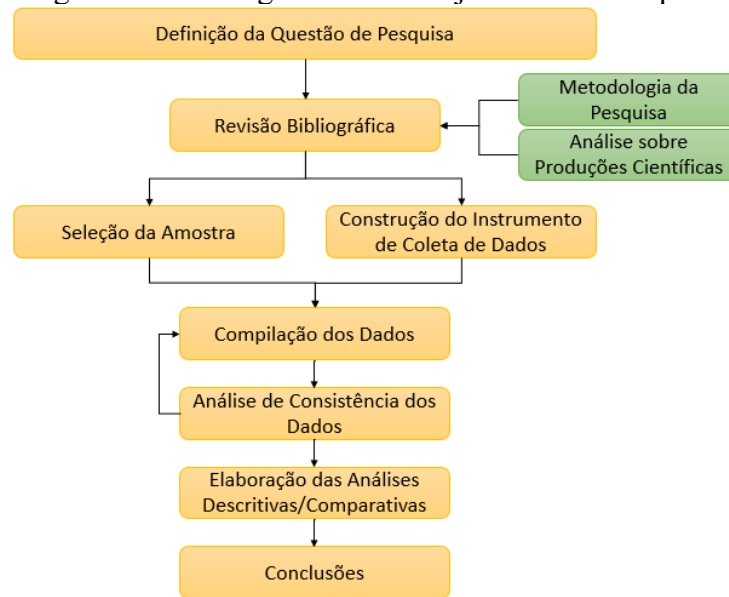 Definição da Questão de Pesquisa
Revisão Bibliográfica
Metodologia da
Pesquisa
Análise sobre
Produções Científicas
Seleção da Amostra
Construção do Instrumento
de Coleta de Dados
Compilação dos Dados
Análise de Consistência dos
Dados
Elaboração das Análises
Descritivas/Comparativas
Conclusões